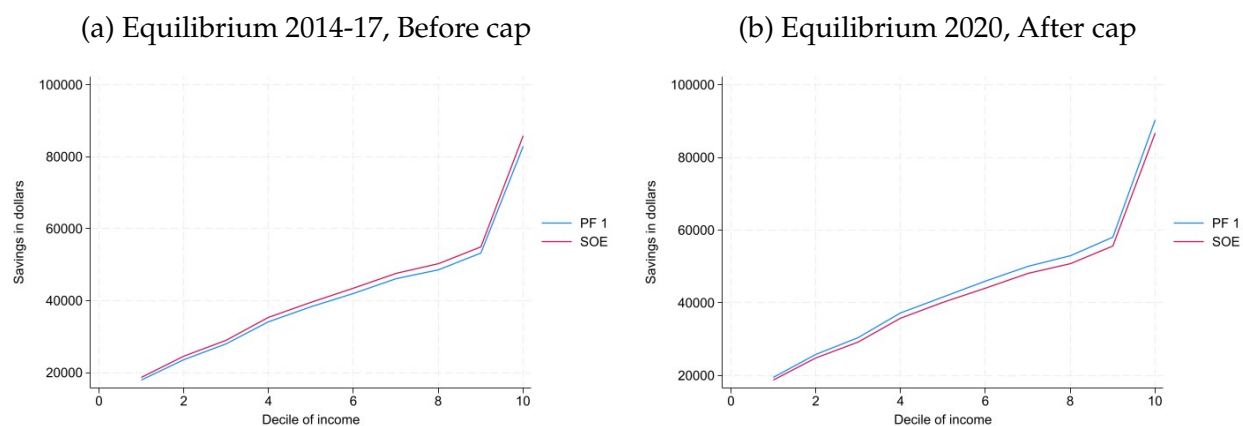 (a) Equilibrium 2014-17, Before cap
100000
80000
60000
40000
20000
Savings in dollars
0 2 4 6 8 10
Decile of income
PF 1
SOE
(b) Equilibrium 2020, After cap
100000
80000
60000
40000
20000
Savings in dollars
0 2 4 6 8 10
Decile of income
PF 1
SOE